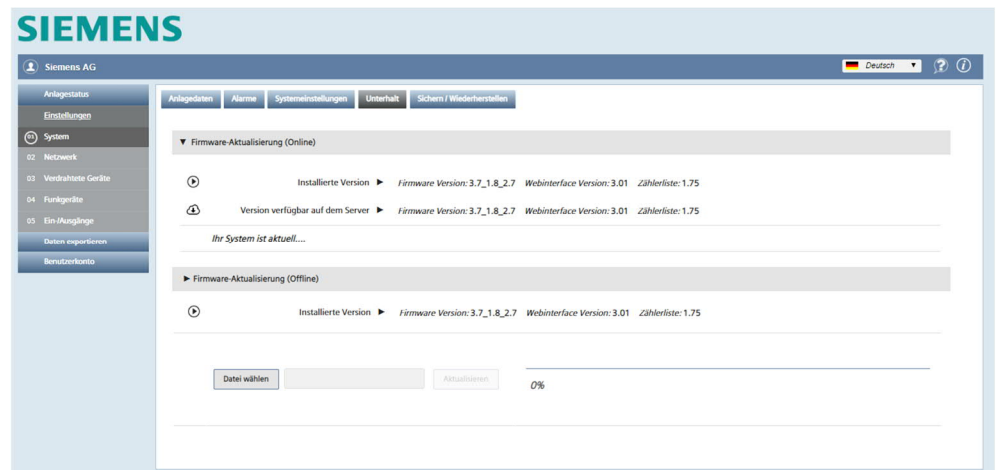 SIEMENS
Siemens AG
Deutsch
Anlagestatus
Einstellungen
01 System
02 Netzwerk
03 Verdrahtete Geräte
04 Funkgeräte
05 Ein-/Ausgänge
Daten exportieren
Benutzerkonto
Anlagedaten Alarme Systemeinstellungen Unterhalt Sichern / Wiederherstellen
▼ Firmware-Aktualisierung (Online)
Installierte Version ► Firmware Version: 3.7_1.8_2.7 Webinterface Version: 3.01 Zählerliste: 1.75
Version verfügbar auf dem Server ► Firmware Version: 3.7_1.8_2.7 Webinterface Version: 3.01 Zählerliste: 1.75
Ihr System ist aktuell....
► Firmware-Aktualisierung (Offline)
Installierte Version ► Firmware Version: 3.7_1.8_2.7 Webinterface Version: 3.01 Zählerliste: 1.75
Datei wählen Aktualisieren
0%